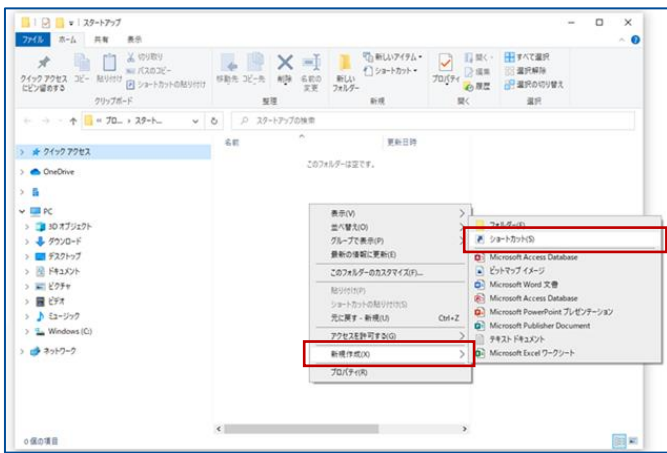 スタートアップ
ファイル ホーム 共有 表示
クイック アクセスにピン留めする
コピー
貼り付け
切り取り
パスのコピー
ショートカットの貼り付け
クリップボード
移動先
コピー先
削除
名前の変更
整理
新しいフォルダー
新しいアイテム
ショートカット
新規
プロパティ
開く
編集
履歴
開く
すべて選択
選択解除
選択の切り替え
選択
プロ... › スタート...
スタートアップの検索
名前 更新日時
このフォルダーは空です。
クイック アクセス
OneDrive
PC
3D オブジェクト
ダウンロード
デスクトップ
ドキュメント
ピクチャ
ビデオ
ミュージック
Windows (C:)
ネットワーク
表示(V)
並べ替え(O)
グループで表示(P)
最新の情報に更新(E)
このフォルダーのカスタマイズ(F)...
貼り付け(P)
ショートカットの貼り付け(S)
元に戻す - 新規(U) Ctrl+Z
アクセスを許可する(G)
新規作成(X)
プロパティ(R)
フォルダー(F)
ショートカット(S)
Microsoft Access Database
ビットマップ イメージ
Microsoft Word 文書
Microsoft Access Database
Microsoft PowerPoint プレゼンテーション
Microsoft Publisher Document
テキスト ドキュメント
Microsoft Excel ワークシート
0 個の項目